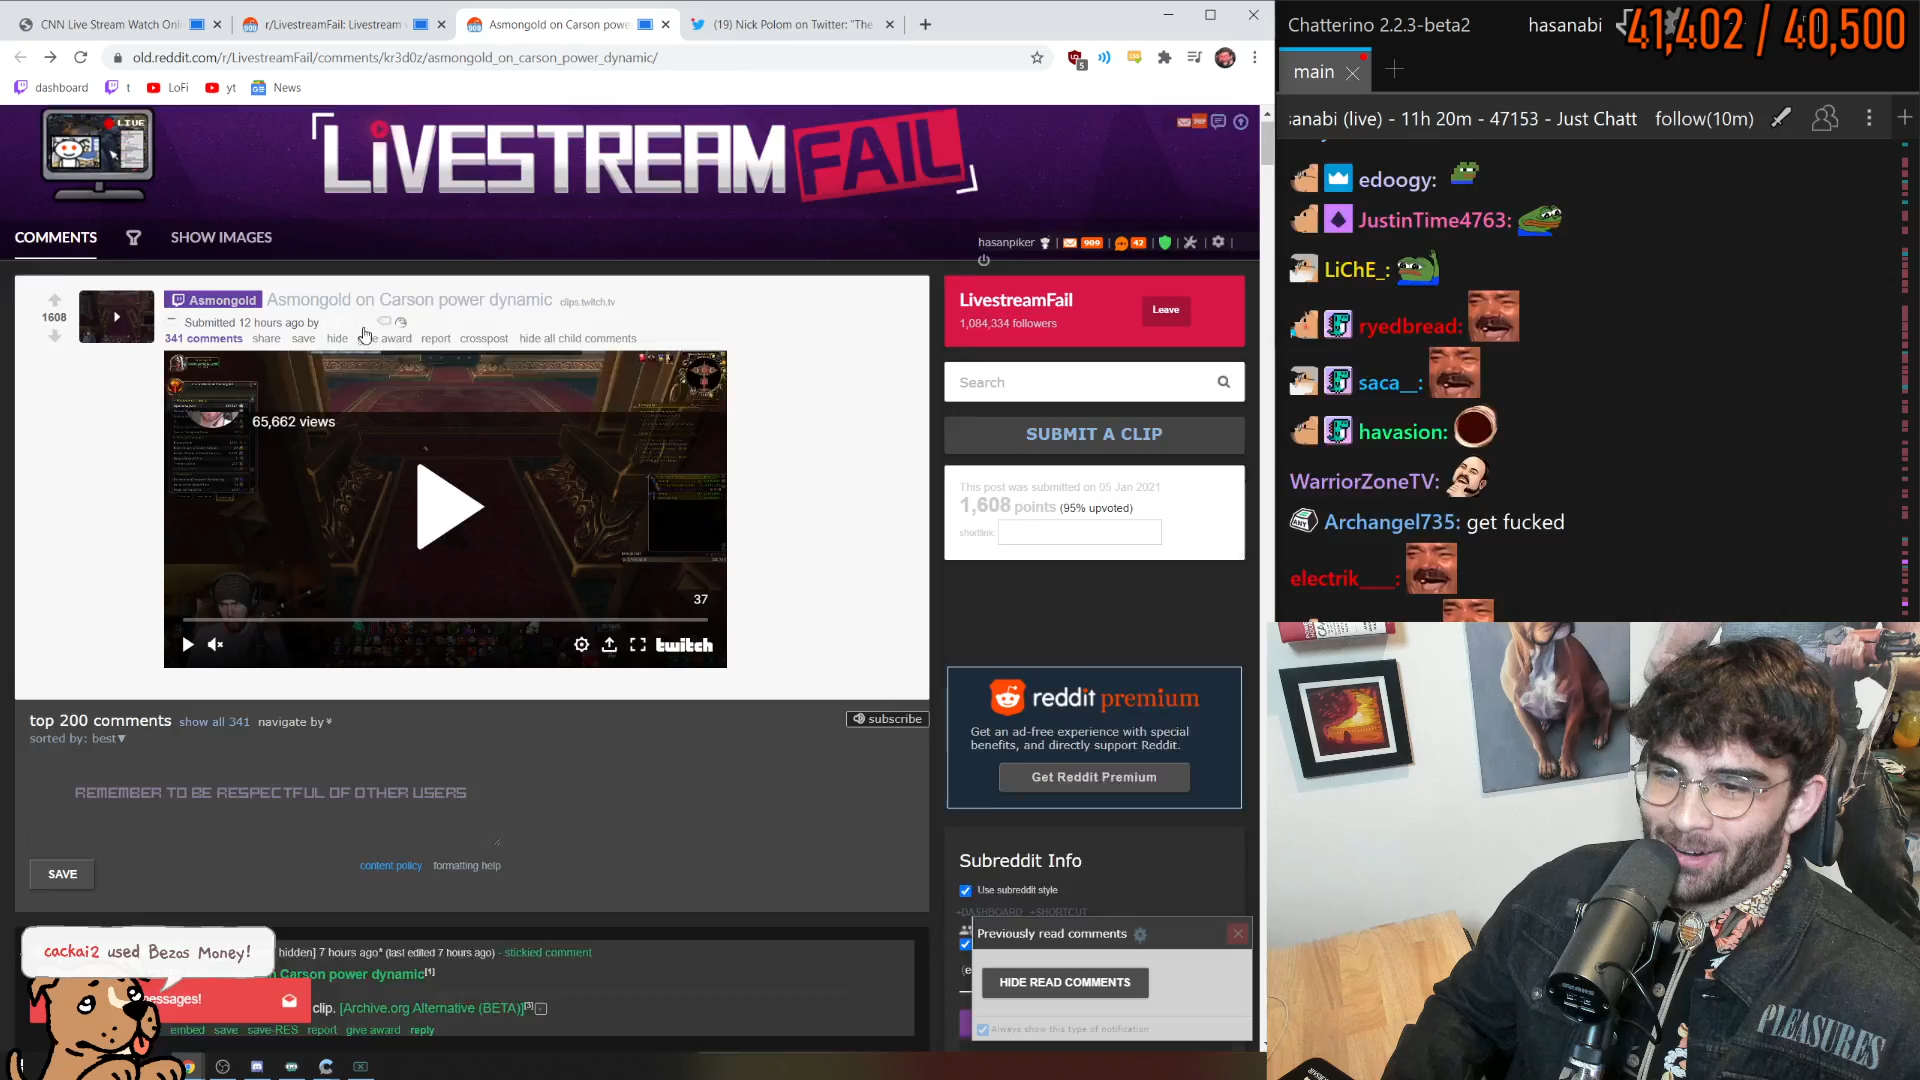 CNN Live Stream Watch Onli
r/LivestreamFail: Livestream
Asmongold on Carson powe
(19) Nick Polom on Twitter: "The
old.reddit.com/r/LivestreamFail/comments/kr3d0z/asmongold_on_carson_power_dynamic/
dashboard
t
LoFi
yt
News
LIVE
LIVESTREAM FAIL
COMMENTS
SHOW IMAGES
hasanpiker
909
42
1608
Asmongold
Asmongold on Carson power dynamic clips.twitch.tv
Submitted 12 hours ago by
341 comments share save hide award report crosspost hide all child comments
65,662 views
37
twitch
LivestreamFail
1,084,334 followers
Leave
Search
SUBMIT A CLIP
This post was submitted on 05 Jan 2021
1,608 points (95% upvoted)
shortlink:
reddit premium
Get an ad-free experience with special
benefits, and directly support Reddit.
Get Reddit Premium
top 200 comments show all 341 navigate by
sorted by: best
subscribe
REMEMBER TO BE RESPECTFUL OF OTHER USERS
content policy formatting help
SAVE
Subreddit Info
Use subreddit style
+DASHBOARD +SHORTCUT
Previously read comments
HIDE READ COMMENTS
Always show this type of notification
hidden] 7 hours ago* (last edited 7 hours ago) - stickied comment
Carson power dynamic[1]
clip. [Archive.org Alternative (BETA)][3]
embed save save-RES report give award reply
cackai2 used Bezos Money!
essages!
Chatterino 2.2.3-beta2
hasanabi
41,402 / 40,500
main
sanabi (live) - 11h 20m - 47153 - Just Chatt
follow(10m)
edoogy:
JustinTime4763:
LiChE_:
ryedbread:
saca__:
havasion:
WarriorZoneTV:
Archangel735: get fucked
electrik____:
PLEASURES